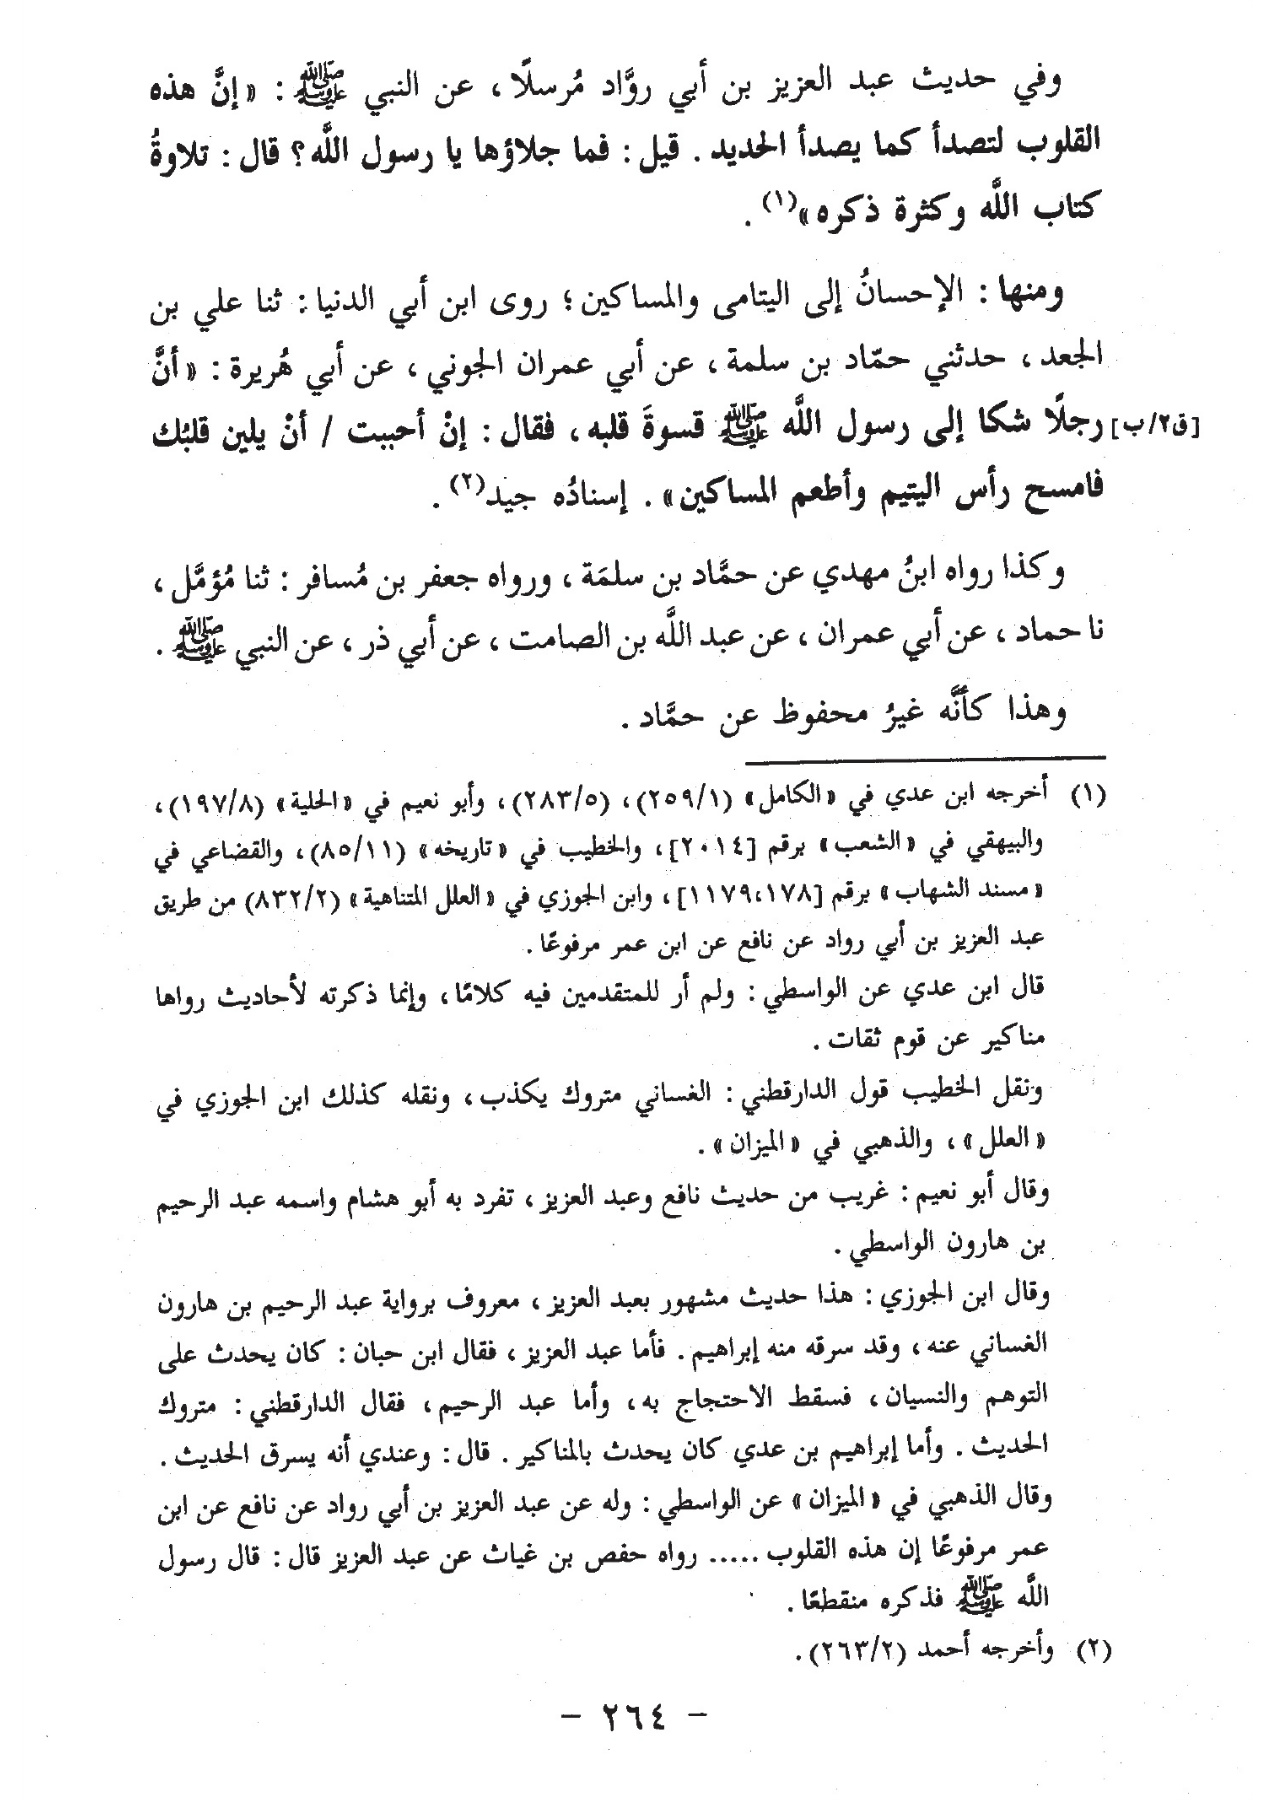 وفي حديث عبد العزيز بن أبي روَّاد مُرسلًا ، عن النبي ﷺ : « إنَّ هذه
القلوب لتصدأ كما يصدأ الحديد . قيل : فما جلاؤها يا رسول اللَّه ؟ قال : تلاوةُ
كتاب اللَّه وكثرة ذكره »(١) .
ومنها : الإحسانُ إلى اليتامى والمساكين ؛ روى ابن أبي الدنيا : ثنا علي بن
الجعد ، حدثني حمّاد بن سلمة ، عن أبي عمران الجوني ، عن أبي هُريرة : « أنَّ
[ق٢/ب] رجلًا شكا إلى رسول اللَّه ﷺ قسوةَ قلبه ، فقال : إنْ أحببت / أنْ يلين قلبُك
فامسح رأس اليتيم وأطعم المساكين » . إسنادُه جيد(٢) .
وكذا رواه ابنُ مهدي عن حمَّاد بن سلمَة ، ورواه جعفر بن مُسافر : ثنا مُؤمَّل ،
نا حماد ، عن أبي عمران ، عن عبد اللَّه بن الصامت ، عن أبي ذر ، عن النبي ﷺ .
وهذا كأنَّه غيرُ محفوظ عن حمَّاد .
(١) أخرجه ابن عدي في « الكامل » (٢٥٩/١)، (٢٨٣/٥)، وأبو نعيم في « الحلية » (١٩٧/٨)،
والبيهقي في « الشعب » برقم [٢٠١٤]، والخطيب في « تاريخه » (٨٥/١١)، والقضاعي في
« مسند الشهاب » برقم [١١٧٩،١٧٨]، وابن الجوزي في « العلل المتناهية » (٨٣٢/٢) من طريق
عبد العزيز بن أبي رواد عن نافع عن ابن عمر مرفوعًا .
قال ابن عدي عن الواسطي : ولم أر للمتقدمين فيه كلامًا ، وإنما ذكرته لأحاديث رواها
مناكير عن قوم ثقات .
ونقل الخطيب قول الدارقطني : الغساني متروك يكذب ، ونقله كذلك ابن الجوزي في
« العلل » ، والذهبي في « الميزان » .
وقال أبو نعيم : غريب من حديث نافع وعبد العزيز ، تفرد به أبو هشام واسمه عبد الرحيم
بن هارون الواسطي .
وقال ابن الجوزي : هذا حديث مشهور بعبد العزيز ، معروف برواية عبد الرحيم بن هارون
الغساني عنه ، وقد سرقه منه إبراهيم . فأما عبد العزيز ، فقال ابن حبان : كان يحدث على
التوهم والنسيان ، فسقط الاحتجاج به ، وأما عبد الرحيم ، فقال الدارقطني : متروك
الحديث . وأما إبراهيم بن عدي كان يحدث بالمناكير . قال : وعندي أنه يسرق الحديث .
وقال الذهبي في « الميزان » عن الواسطي : وله عن عبد العزيز بن أبي رواد عن نافع عن ابن
عمر مرفوعًا إن هذه القلوب ..... رواه حفص بن غياث عن عبد العزيز قال : قال رسول
اللَّه ﷺ فذكره منقطعًا .
(٢) وأخرجه أحمد (٢٦٣/٢).
- ٢٦٤ -